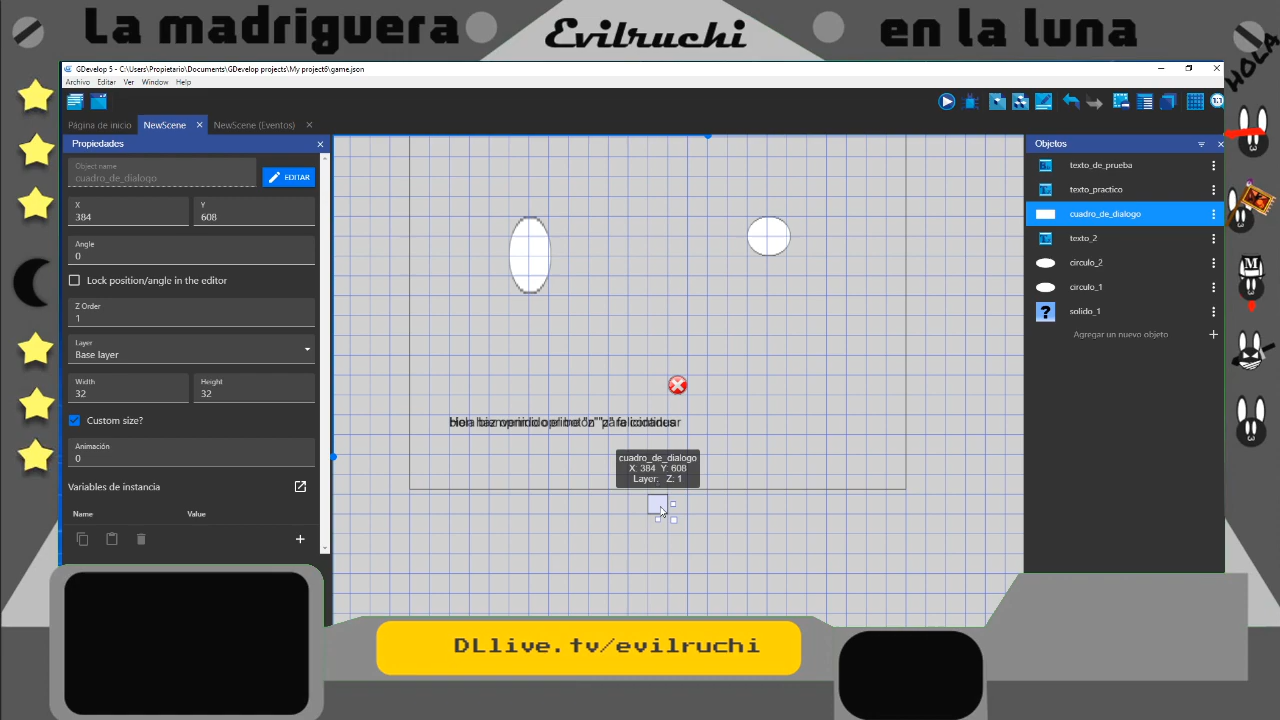 La madriguera
Evilruchi
en la luna
HOLA
GDevelop 5 - C:\Users\Propietario\Documents\GDevelop projects\My project6\game.json
Archivo Editar Ver Window Help
1:1
Página de inicio NewScene NewScene (Eventos)
Propiedades
Object name
cuadro_de_dialogo
EDITAR
X
384
Y
608
Angle
0
Lock position/angle in the editor
Z Order
1
Layer
Base layer
Width
32
Height
32
Custom size?
Animación
0
Variables de instancia
Name Value
cuadro_de_dialogo
X: 384 Y: 608
Layer: Z: 1
Objetos
texto_de_prueba
texto_practico
cuadro_de_dialogo
texto_2
circulo_2
circulo_1
?
solido_1
Agregar un nuevo objeto
M
DLlive.tv/evilruchi